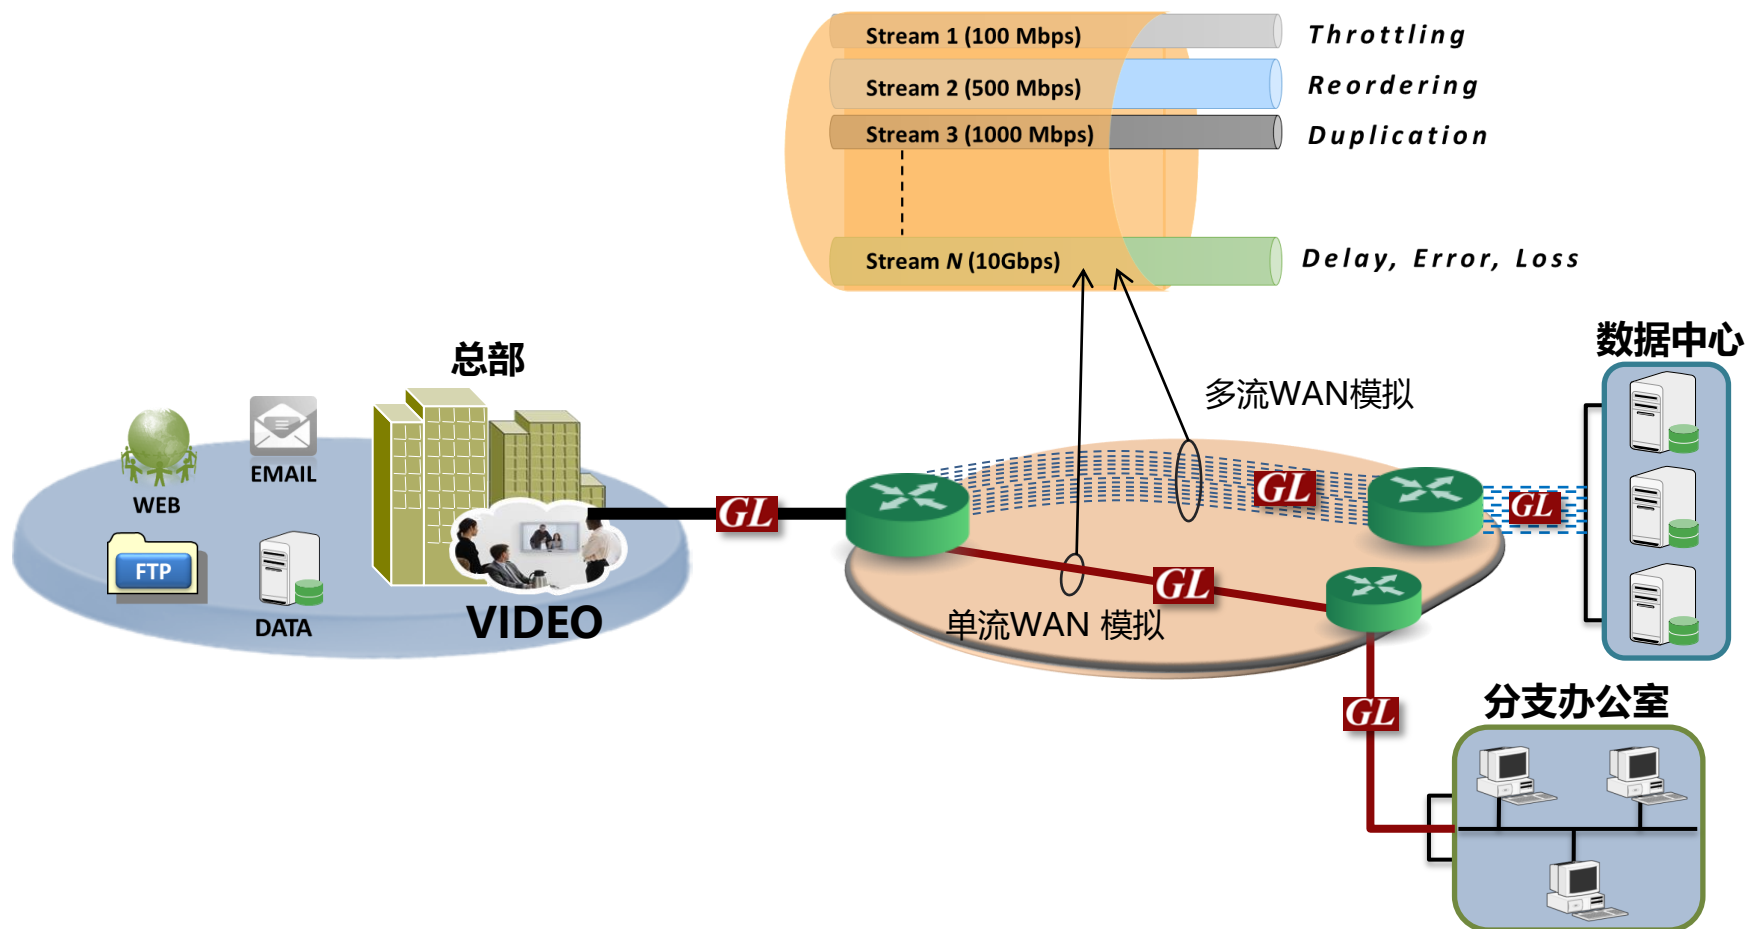 Stream 1 (100 Mbps)
Throttling
Stream 2 (500 Mbps)
Reordering
Stream 3 (1000 Mbps)
Duplication
Stream N (10Gbps)
Delay, Error, Loss
总部
数据中心
多流WAN模拟
EMAIL
WEB
GL
GL
GL
FTP
GL
DATA
VIDEO
单流WAN 模拟
分支办公室
GL